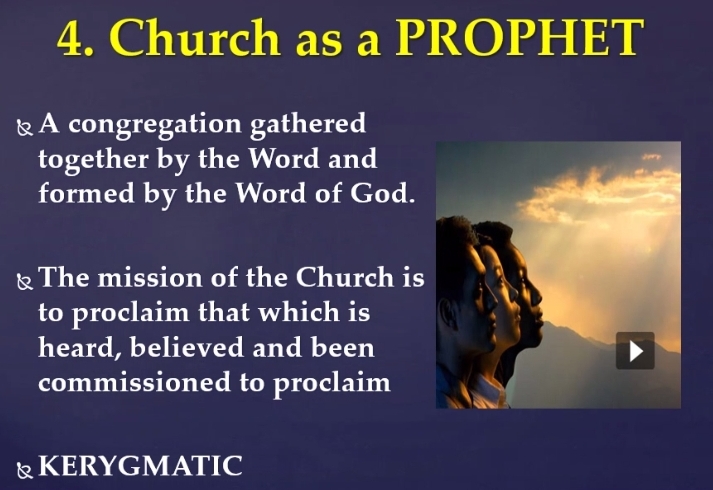 4. Church as a PROPHET
A congregation gathered
together by the Word and
formed by the Word of God.
The mission of the Church is
to proclaim that which is
heard, believed and been
commissioned to proclaim
KERYGMATIC